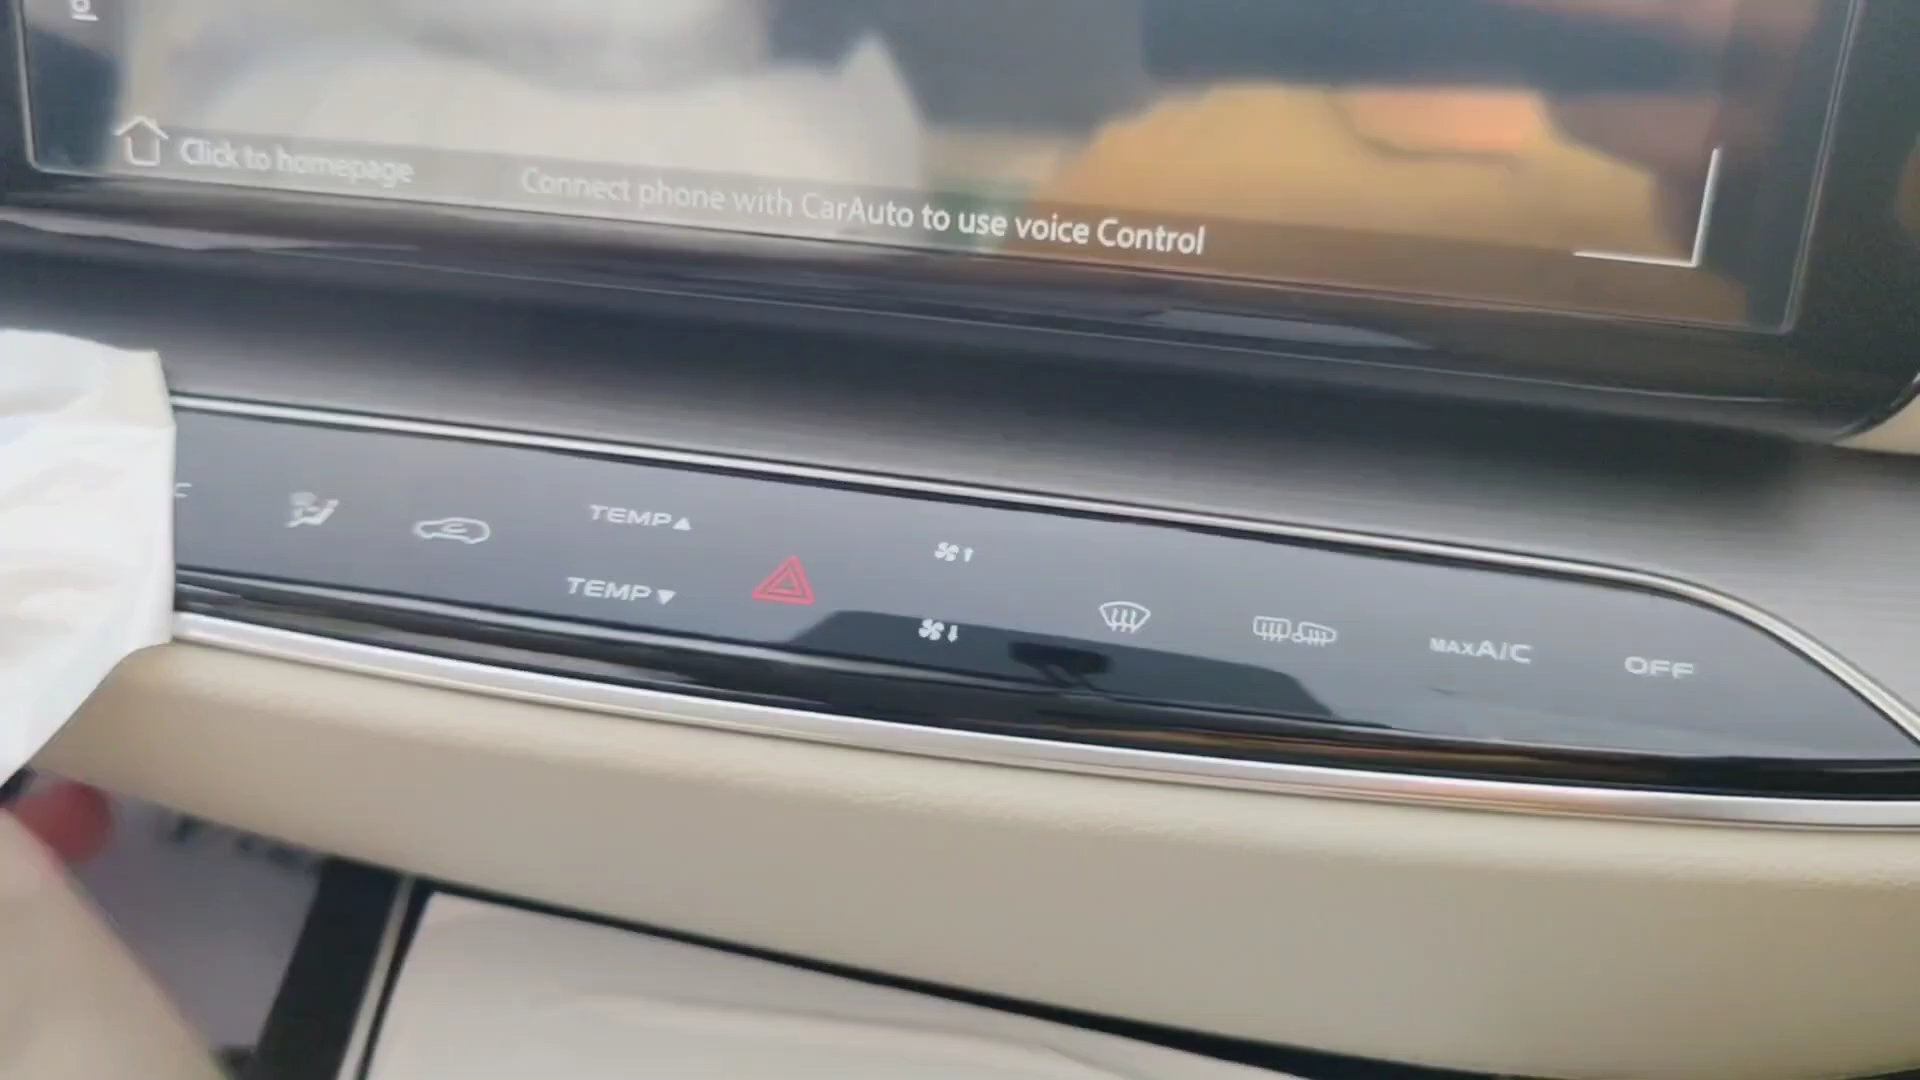 Click to homepage
Connect phone with CarAuto to use voice Control
TEMP▲
TEMP▼
MAXA/C
OFF